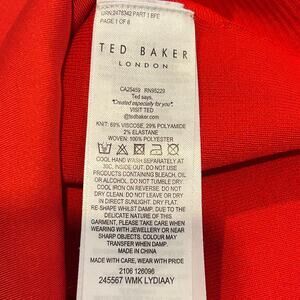 URN:2476342 PART 1 BFE
PAGE 1 OF 6
TED BAKER
LONDON
CA25459 RN95229
Ted says,
"Created especially for you".
VISIT TED
@tedbaker.com
KNIT: 69% VISCOSE, 29% POLYAMIDE
2% ELASTANE
WOVEN: 100% POLYESTER
COOL HAND WASH SEPARATELY AT
30C, INSIDE OUT. DO NOT USE
PRODUCTS CONTAINING BLEACH, OIL
OR ALCOHOL. DO NOT TUMBLE DRY
COOL IRON ON REVERSE. DO NOT
DRY CLEAN. DO NOT LEAVE OR DRY
IN DIRECT SUNLIGHT. DRY FLAT.
RE-SHAPE WHILST DAMP. DUE TO THE
DELICATE NATURE OF THIS
GARMENT, PLEASE TAKE CARE WHEN
WEARING WITH JEWELLERY OR NEAR
SHARP OBJECTS. COLOUR MAY
TRANSFER WHEN DAMP.
MADE IN CHINA
MADE WITH CARE, WEAR WITH PRIDE
2106 126096
245567 WMK LYDIAAY